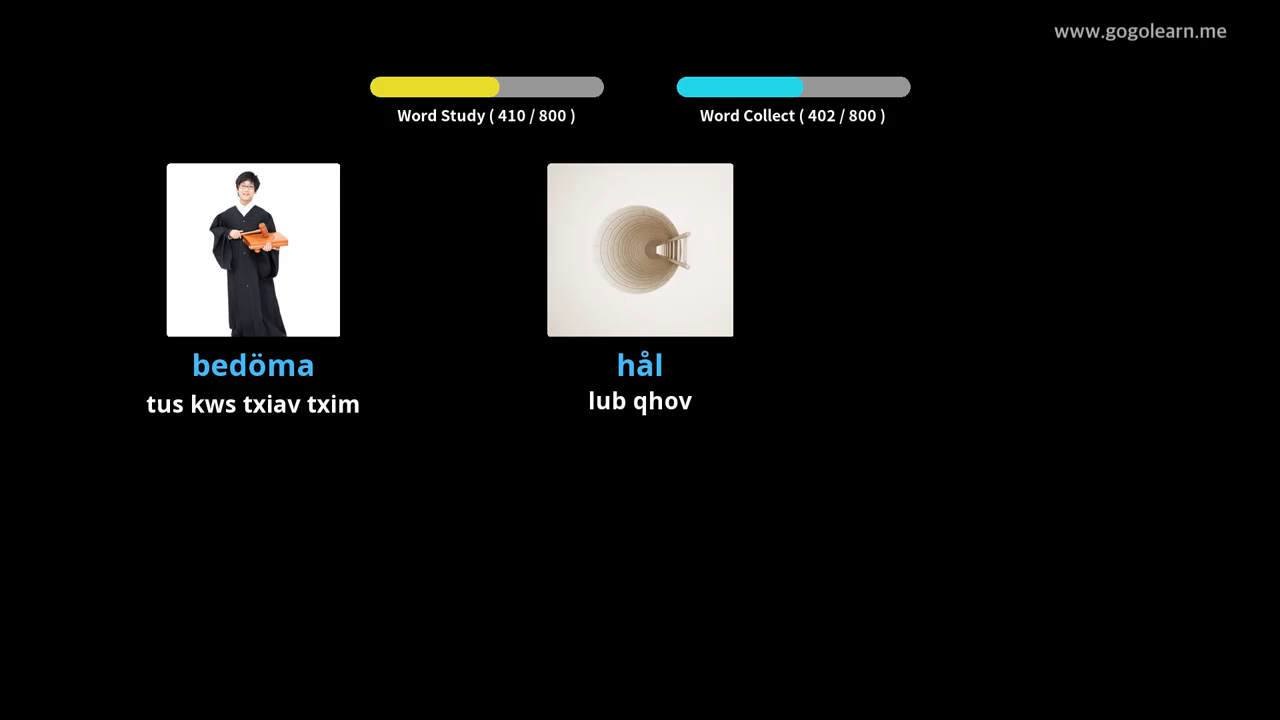 www.gogolearn.me
Word Study ( 410 / 800 )
Word Collect ( 402 / 800 )
bedöma
tus kws txiav txim
hål
lub qhov